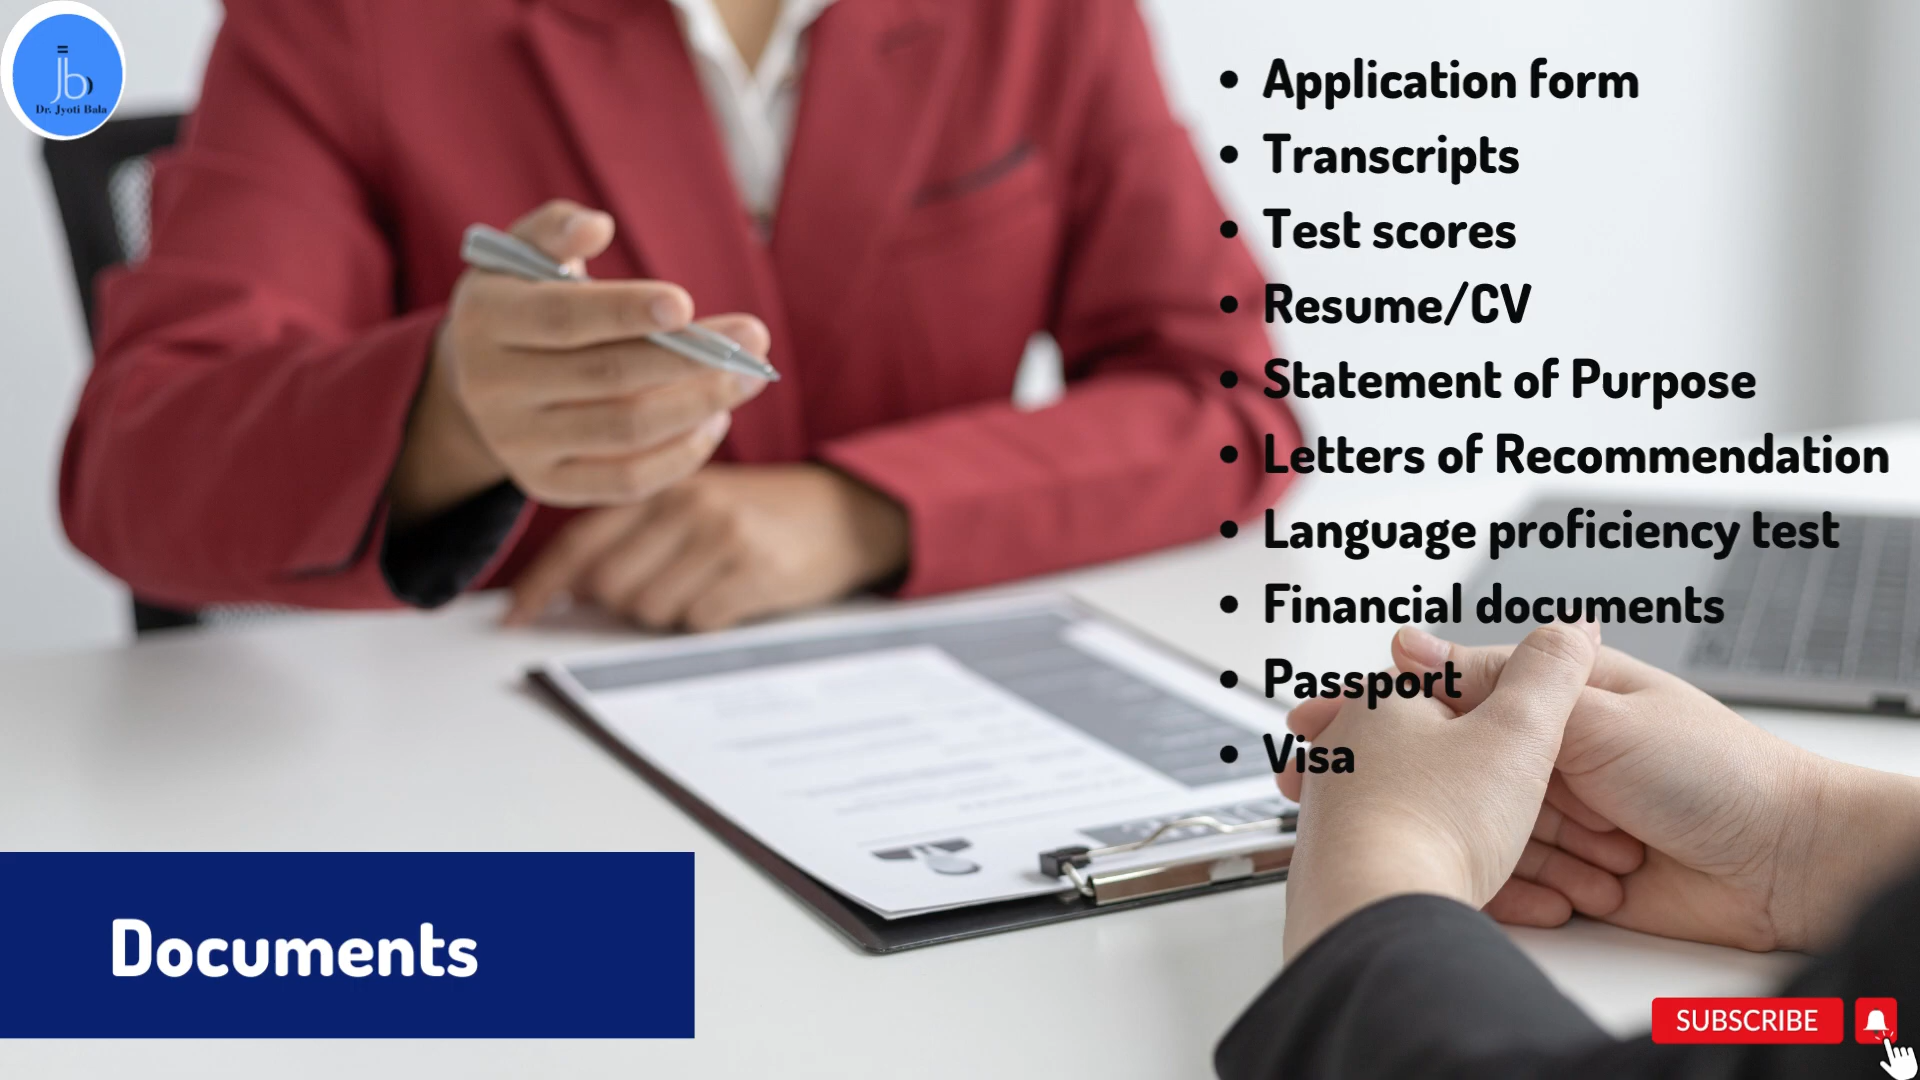 Dr. Jyoti Bala
Application form
Transcripts
Test scores
Resume/CV
Statement of Purpose
Letters of Recommendation
Language proficiency test
Financial documents
Passport
Visa
Documents
SUBSCRIBE